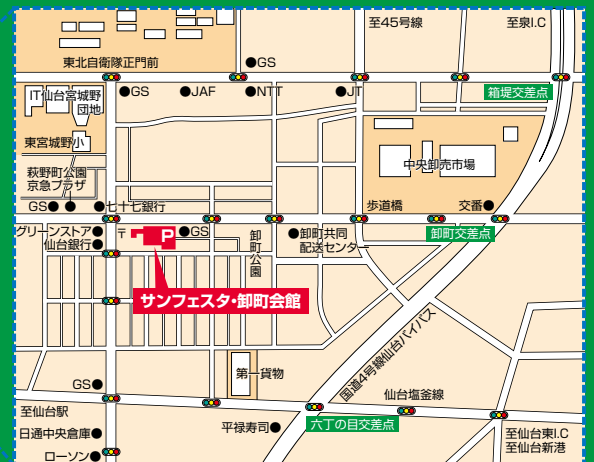 至45号線
至泉I.C
東北自衛隊正門前
GS
IT仙台宮城野
団地
GS
JAF
NTT
JT
箱堤交差点
東宮城野小
中央卸売市場
萩野町公園
京急プラザ
GS
七十七銀行
歩道橋
交番
グリーンストア
仙台銀行
〒
P
GS
卸町公園
卸町共同
配送センター
卸町交差点
サンフェスタ・卸町会館
国道4号線仙台バイパス
第一貨物
GS
仙台塩釜線
至仙台駅
日通中央倉庫
平禄寿司
六丁の目交差点
至仙台東I.C
至仙台新港
ローソン